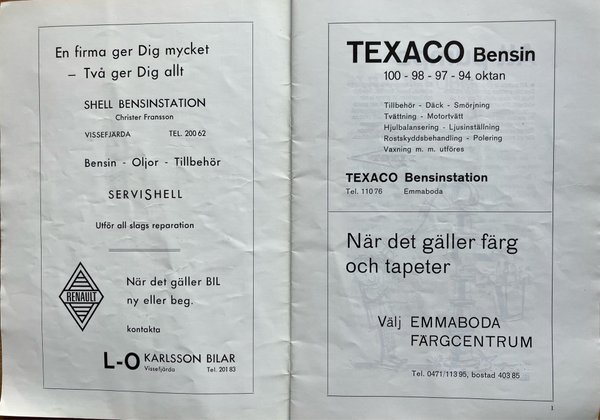 En firma ger Dig mycket
– Två ger Dig allt
SHELL BENSINSTATION
Christer Fransson
VISSEFJÄRDA TEL. 200 62
Bensin - Oljor - Tillbehör
SERVISHELL
Utför all slags reparation
RENAULT
När det gäller BIL
ny eller beg.
kontakta
L-O KARLSSON BILAR
Vissefjärda Tel. 201 83
TEXACO Bensin
100 - 98 - 97 - 94 oktan
Tillbehör - Däck - Smörjning
Tvättning - Motortvätt
Hjulbalansering - Ljusinställning
Rostskyddsbehandling - Polering
Vaxning m. m. utföres
TEXACO Bensinstation
Tel. 110 76 Emmaboda
När det gäller färg
och tapeter
Välj EMMABODA
FÄRGCENTRUM
Tel. 0471/113 95, bostad 403 85
1